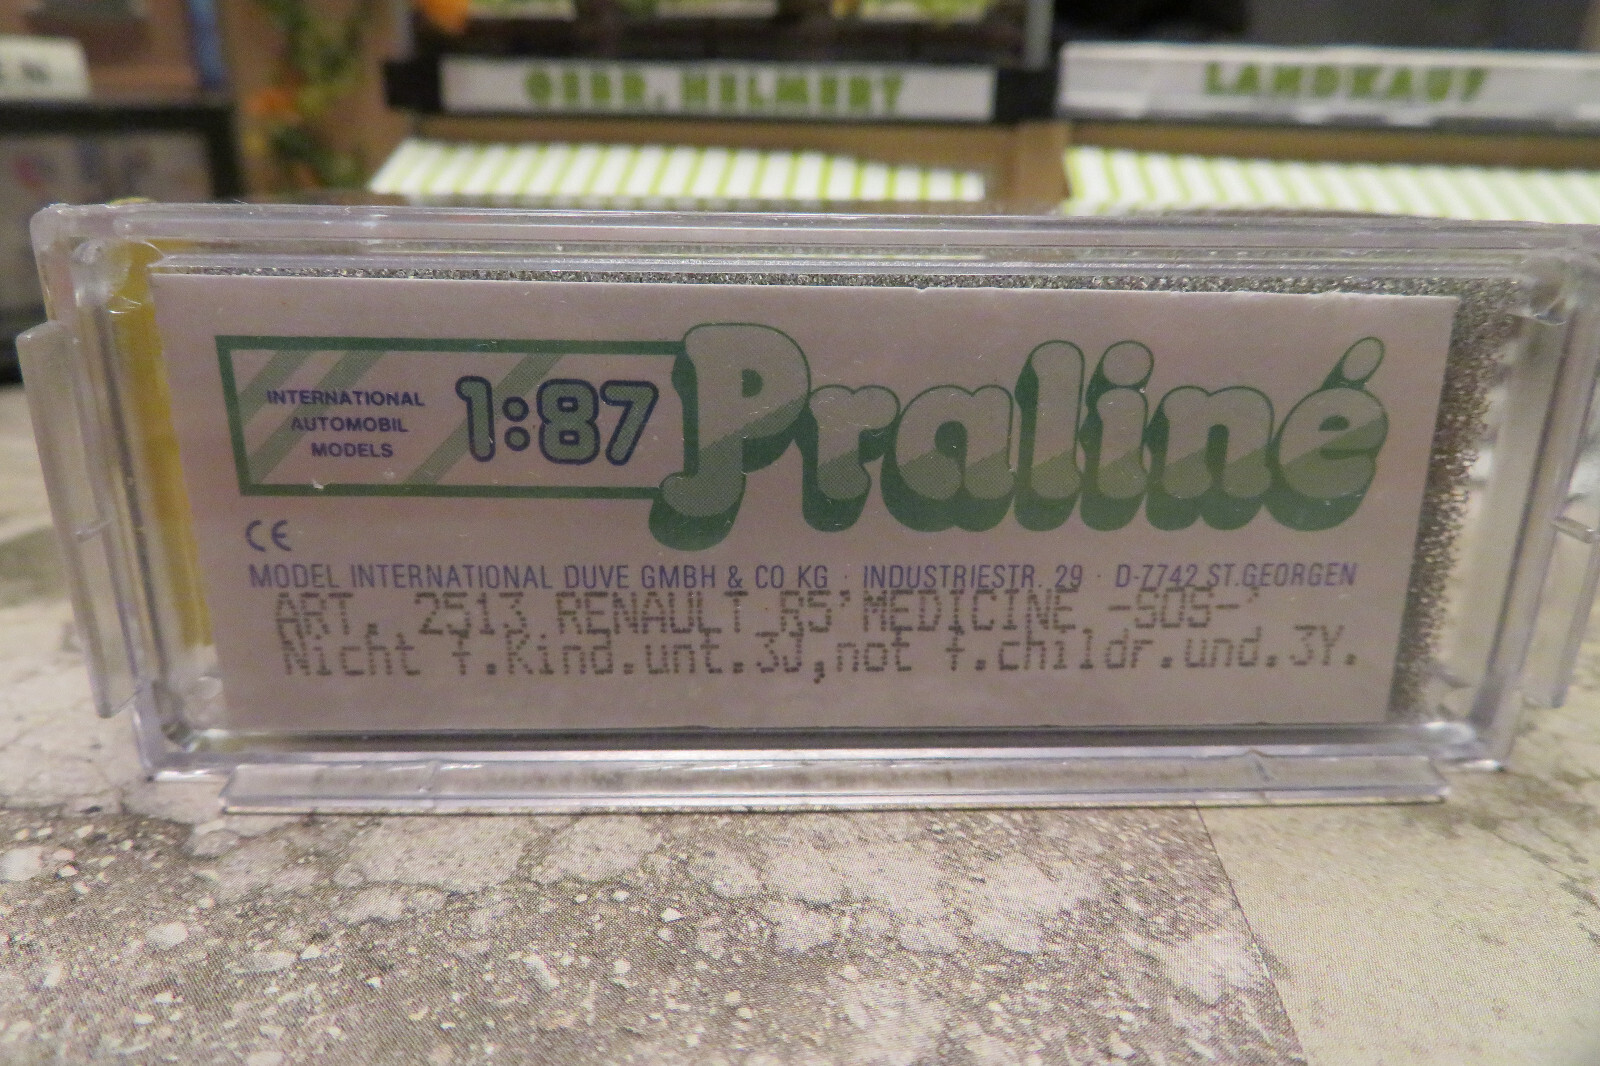 GEBR. HELMERT
LANDKAUF
INTERNATIONAL
AUTOMOBIL
MODELS
1:87
Praliné
CE
MODEL INTERNATIONAL DUVE GMBH & CO KG · INDUSTRIESTR. 29 · D-7742 ST.GEORGEN
ART. 2513 RENAULT R5'MEDICINE -SOS-'
Nicht f.Kind.unt.3J,not f.childr.und.3Y.